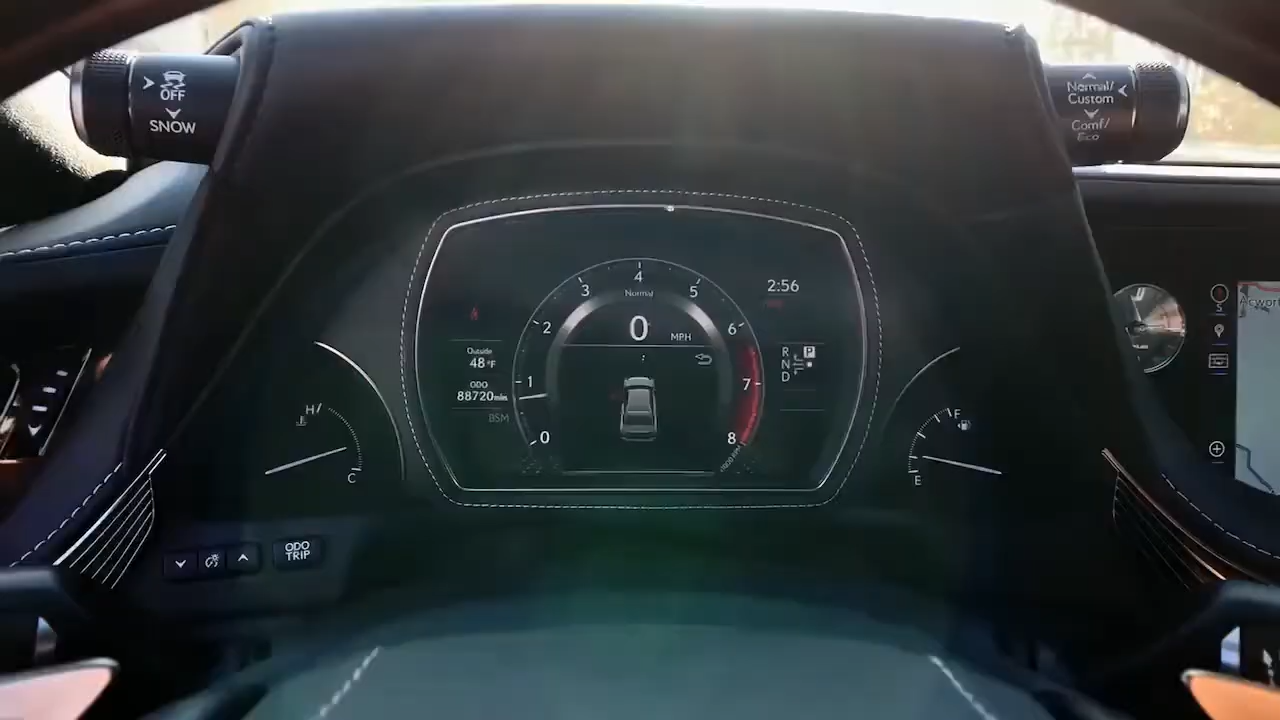 OFF
SNOW
Normal/
Custom
Comf/
Eco
4
3
5
Normal
2:56
2
0
6
MPH
Outside
48°F
R
P
N
D
ODO
1
7
88720
BSM
0
8
H
C
F
E
S
ODO
TRIP